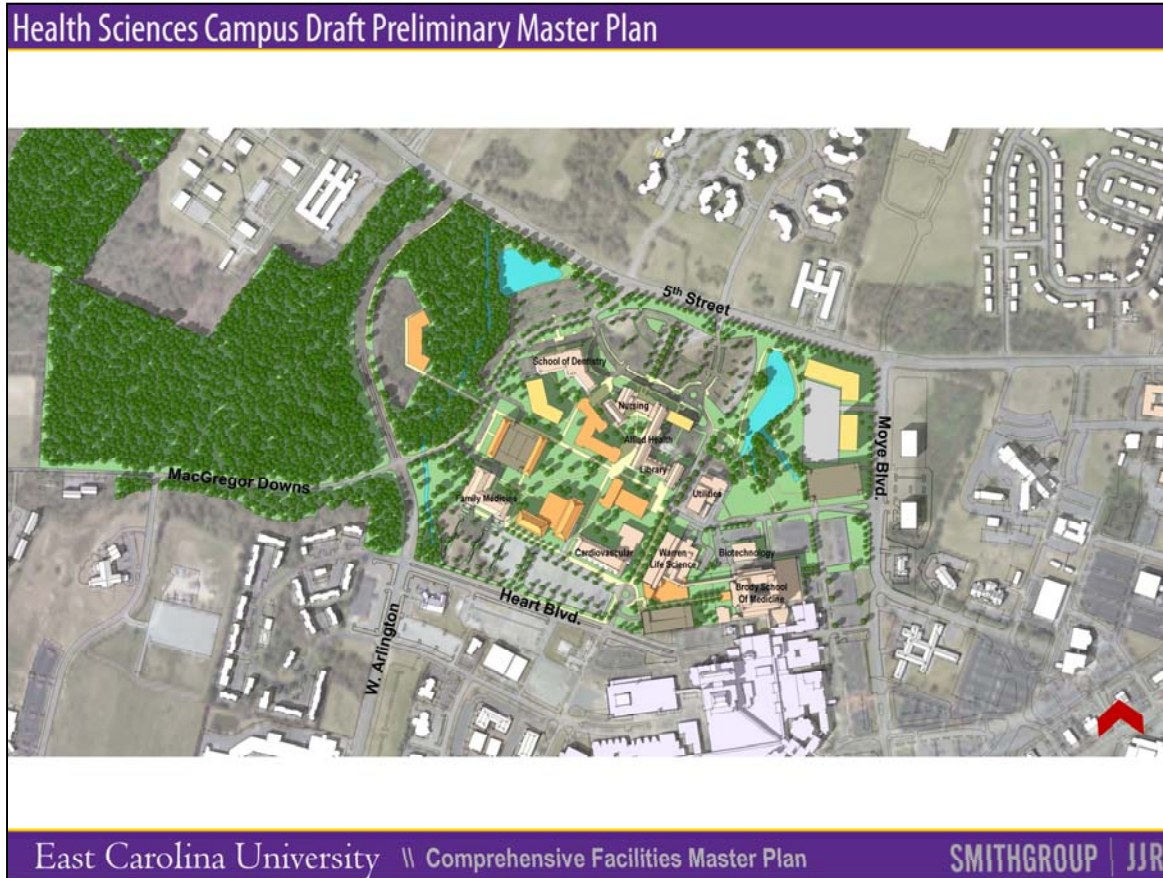 Health Sciences Campus Draft Preliminary Master Plan
5th Street
School of Dentistry
Nursing
Allied Health
Library
Moye Blvd.
MacGregor Downs
Family Medicine
Utilities
Cardiovascular
Warren
Life Science
Biotechnology
Brody School
Of Medicine
Heart Blvd.
W. Arlington
East Carolina University \\ Comprehensive Facilities Master Plan
SMITHGROUP | JJR